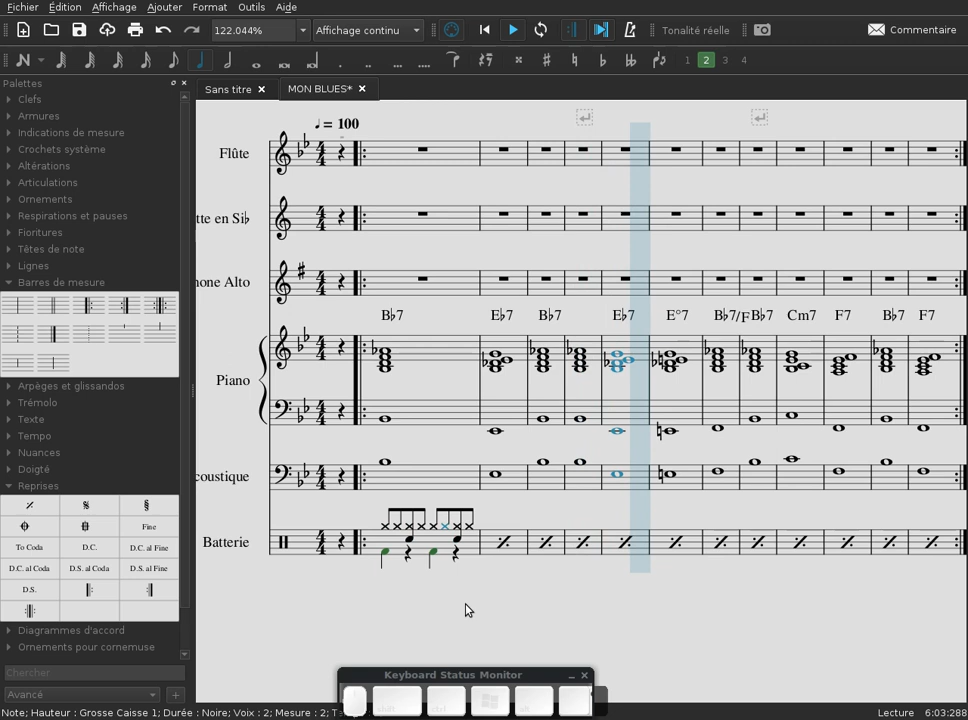 Fichier Édition Affichage Ajouter Format Outils Aide
122.044% Affichage continu Tonalité réelle Commentaire
1 2 3 4
Palettes
Clefs
Armures
Indications de mesure
Crochets système
Altérations
Articulations
Ornements
Respirations et pauses
Fioritures
Têtes de note
Lignes
Barres de mesure
Arpèges et glissandos
Trémolo
Texte
Tempo
Nuances
Doigté
Reprises
Fine
To Coda D.C. D.C. al Fine
D.C. al Coda D.S. al Coda D.S. al Fine
D.S.
Diagrammes d'accord
Ornements pour cornemuse
Chercher
Avancé
Sans titre MON BLUES*
♩ = 100
Flûte
tte en Si♭
none Alto
B♭7 E♭7 B♭7 E♭7 E°7 B♭7/F B♭7 Cm7 F7 B♭7 F7
Piano
coustique
Batterie
Keyboard Status Monitor
shift ctrl alt
Note; Hauteur : Grosse Caisse 1; Durée : Noire; Voix : 2; Mesure : 2; Lecture 6:03:288